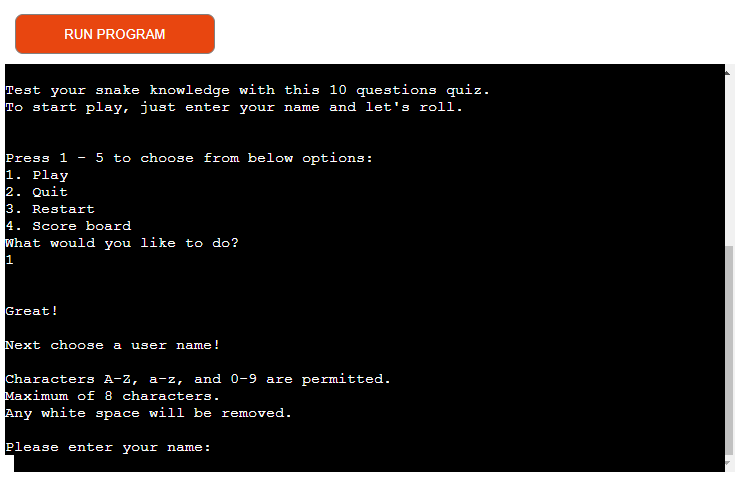 RUN PROGRAM
Test your snake knowledge with this 10 questions quiz.
To start play, just enter your name and let's roll.
Press 1 - 5 to choose from below options:
1. Play
2. Quit
3. Restart
4. Score board
What would you like to do?
1
Great!
Next choose a user name!
Characters A-Z, a-z, and 0-9 are permitted.
Maximum of 8 characters.
Any white space will be removed.
Please enter your name: